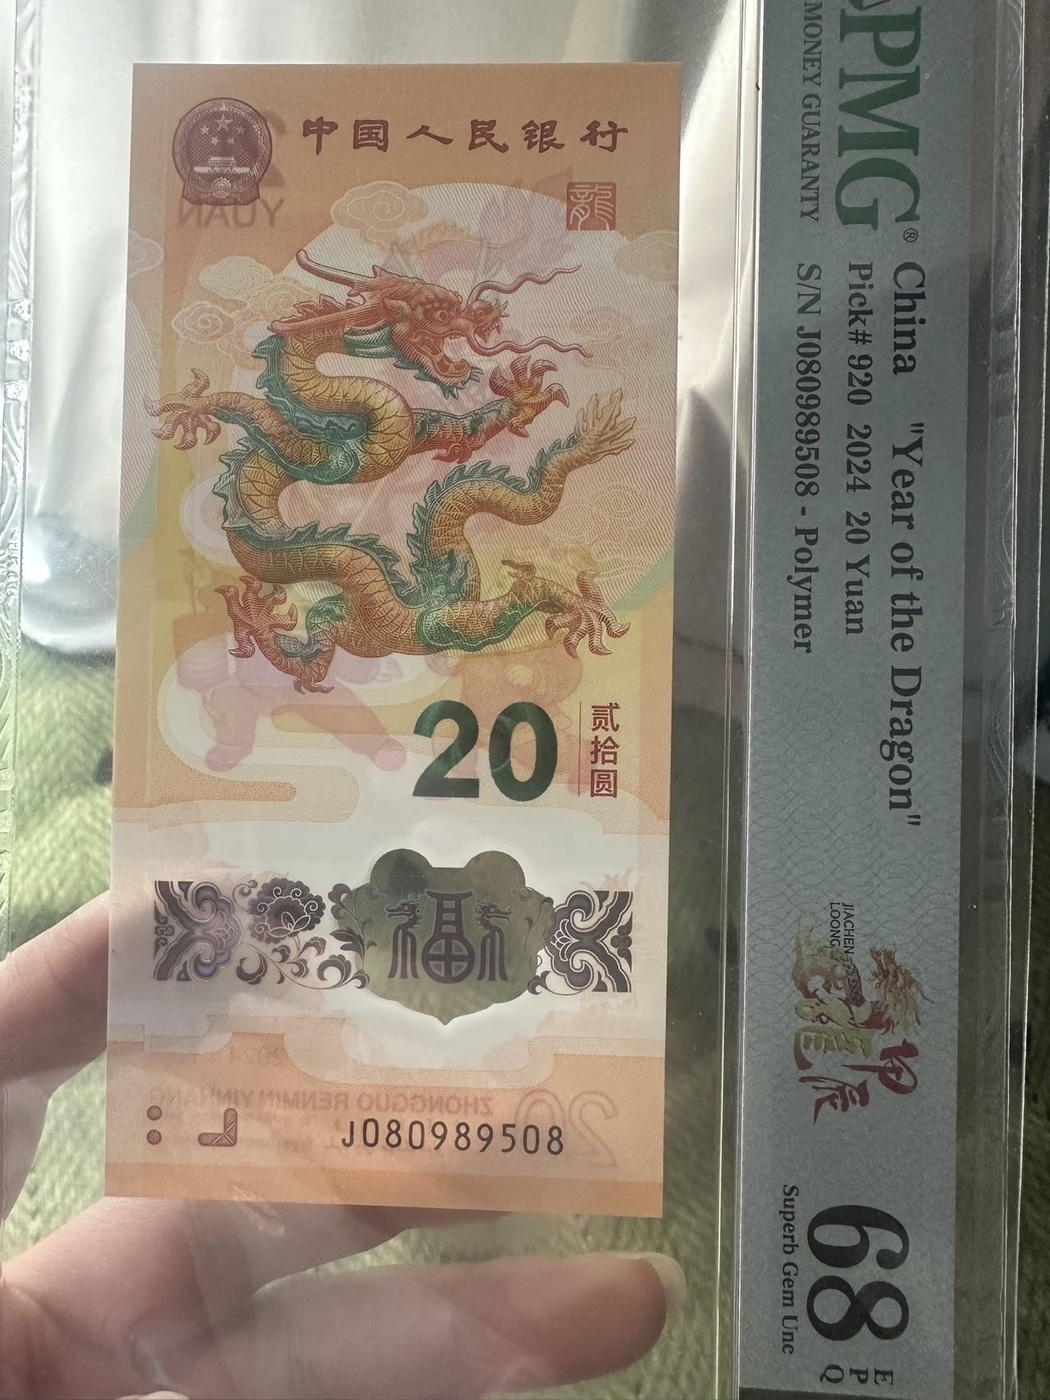 中国人民银行
YUAN
龍
20
贰拾圆
福
ZHONGGUO RENMIN YINHANG
20
J080989508
PMG®
MONEY GUARANTY
China "Year of the Dragon"
Pick# 920 2024 20 Yuan
S/N J080989508 - Polymer
JIACHEN
LOONG
甲辰
68 EPQ
Superb Gem Unc